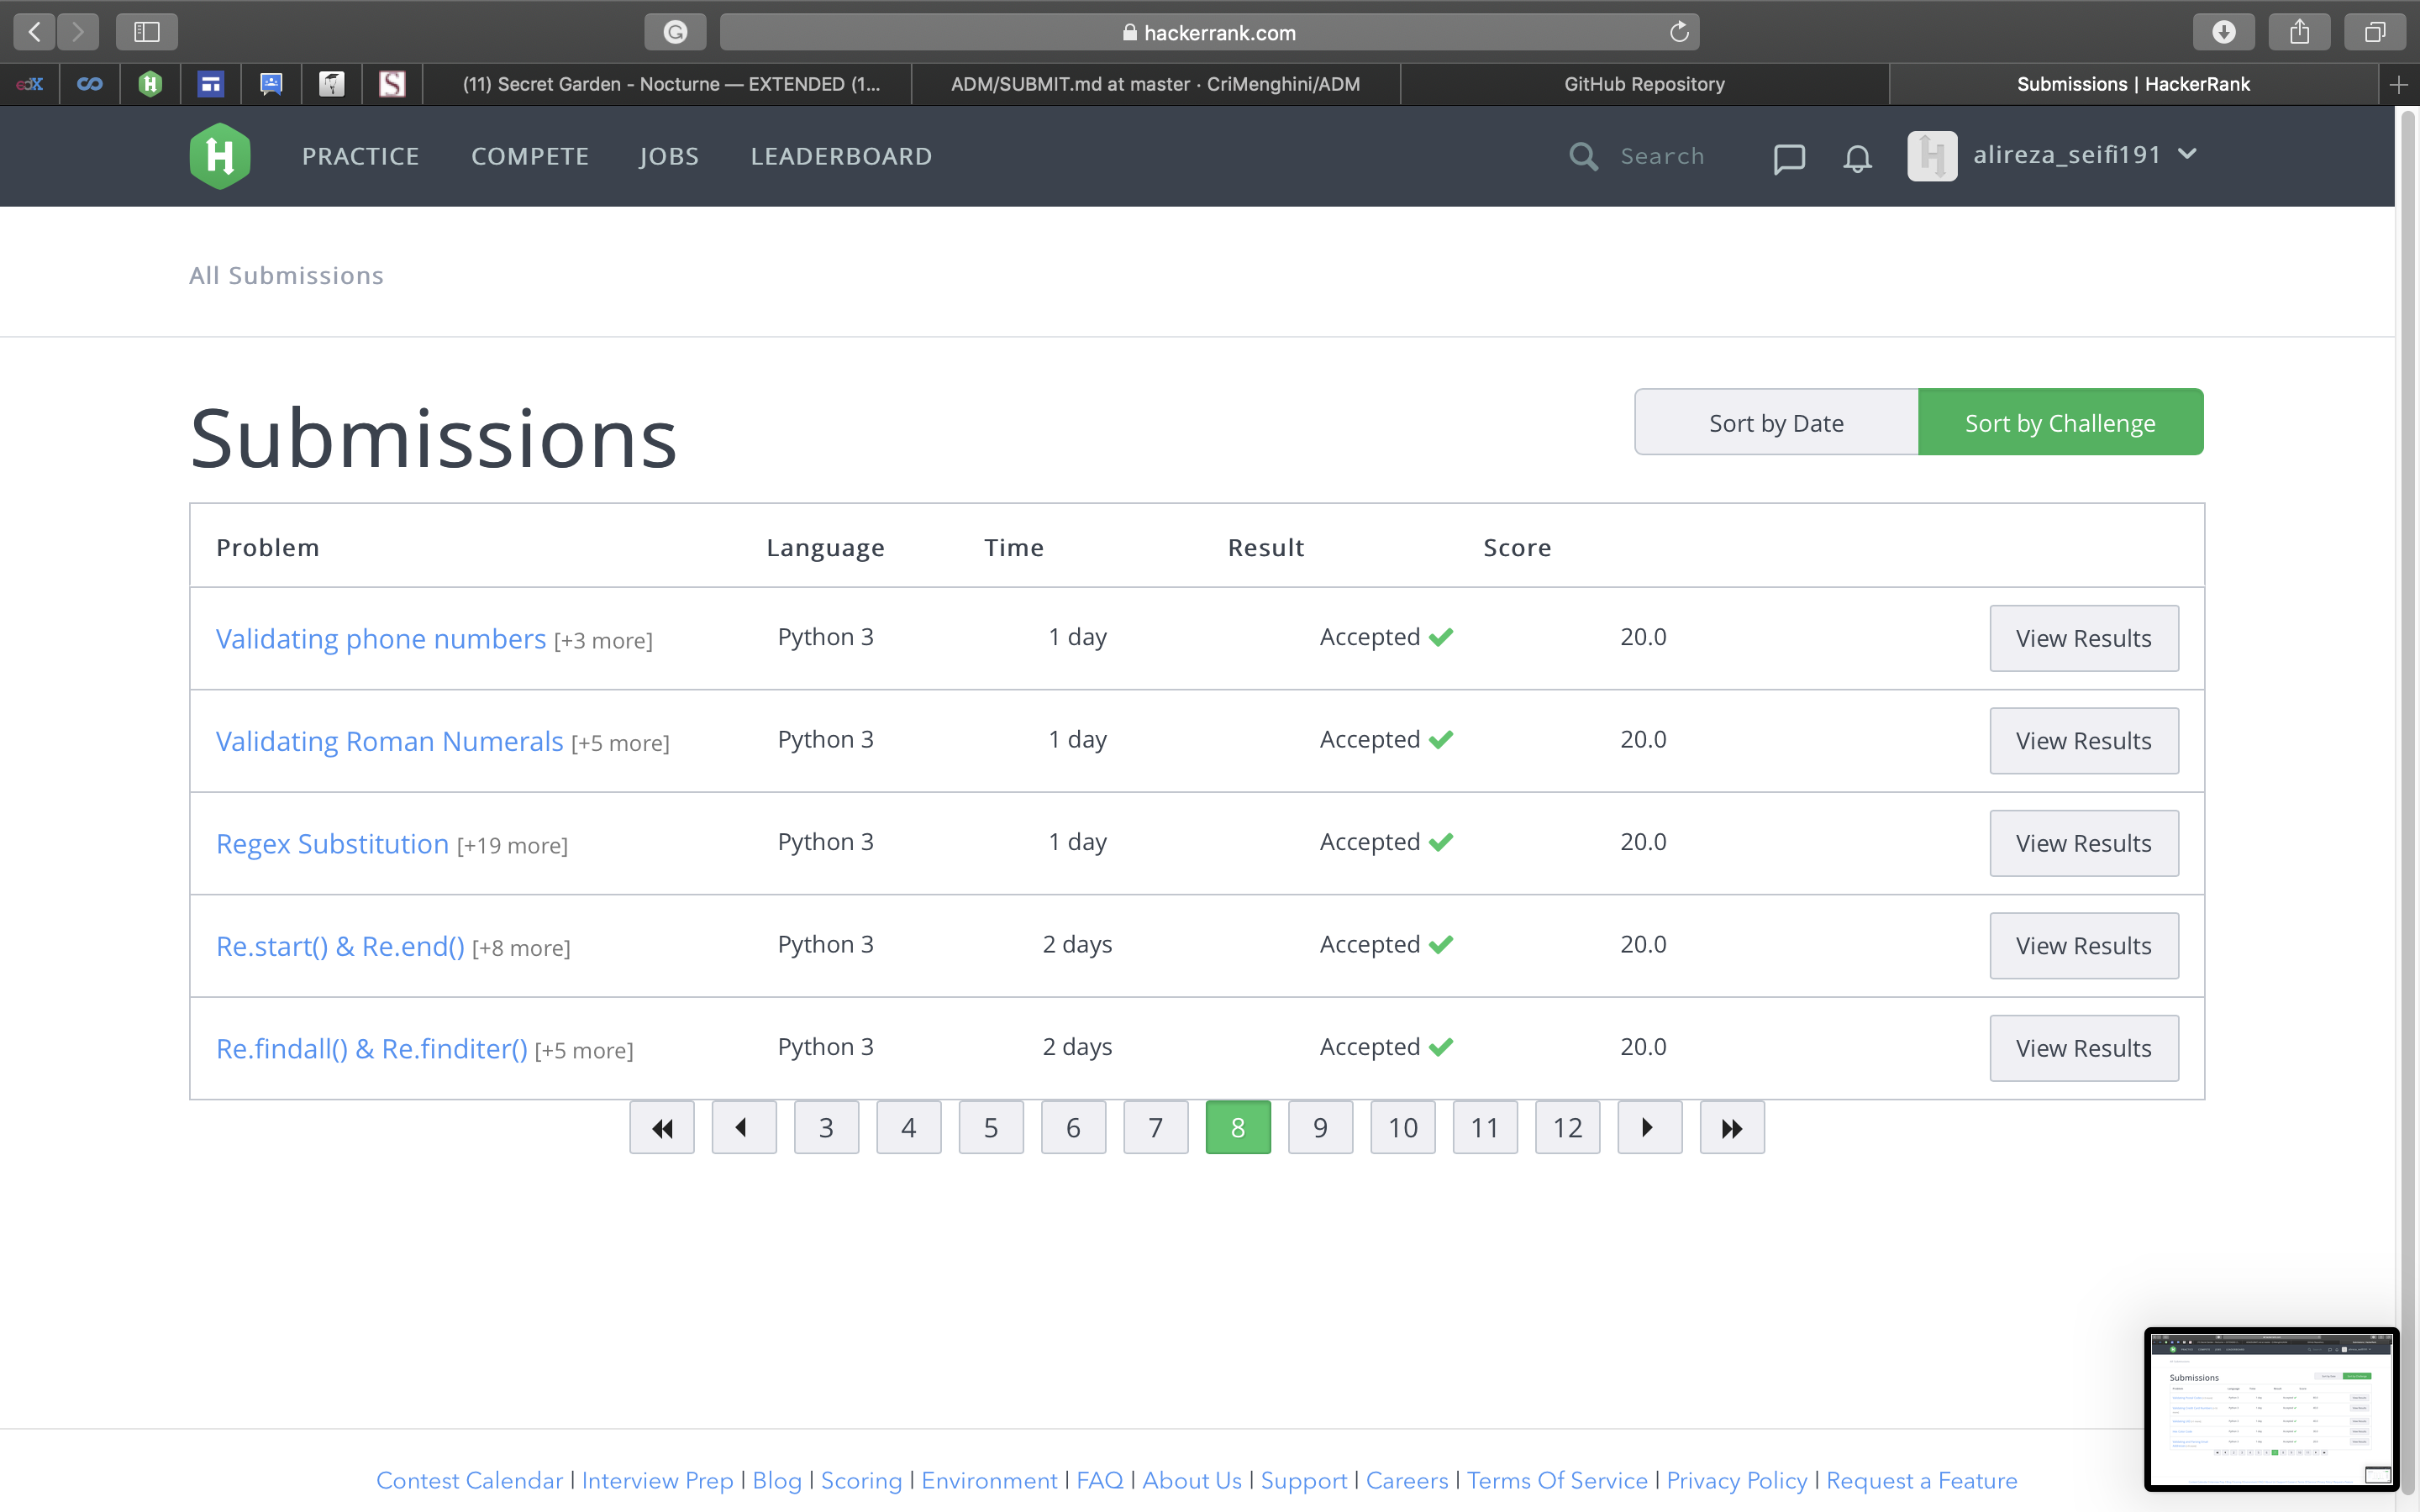 hackerrank.com
(11) Secret Garden - Nocturne — EXTENDED (1...
ADM/SUBMIT.md at master · CriMenghini/ADM
GitHub Repository
Submissions | HackerRank
PRACTICE COMPETE JOBS LEADERBOARD Search alireza_seifi191
All Submissions
Submissions
Sort by Date Sort by Challenge
Problem Language Time Result Score
Validating phone numbers [+3 more] Python 3 1 day Accepted 20.0 View Results
Validating Roman Numerals [+5 more] Python 3 1 day Accepted 20.0 View Results
Regex Substitution [+19 more] Python 3 1 day Accepted 20.0 View Results
Re.start() & Re.end() [+8 more] Python 3 2 days Accepted 20.0 View Results
Re.findall() & Re.finditer() [+5 more] Python 3 2 days Accepted 20.0 View Results
3 4 5 6 7 8 9 10 11 12
Submissions
Contest Calendar | Interview Prep | Blog | Scoring | Environment | FAQ | About Us | Support | Careers | Terms Of Service | Privacy Policy | Request a Feature